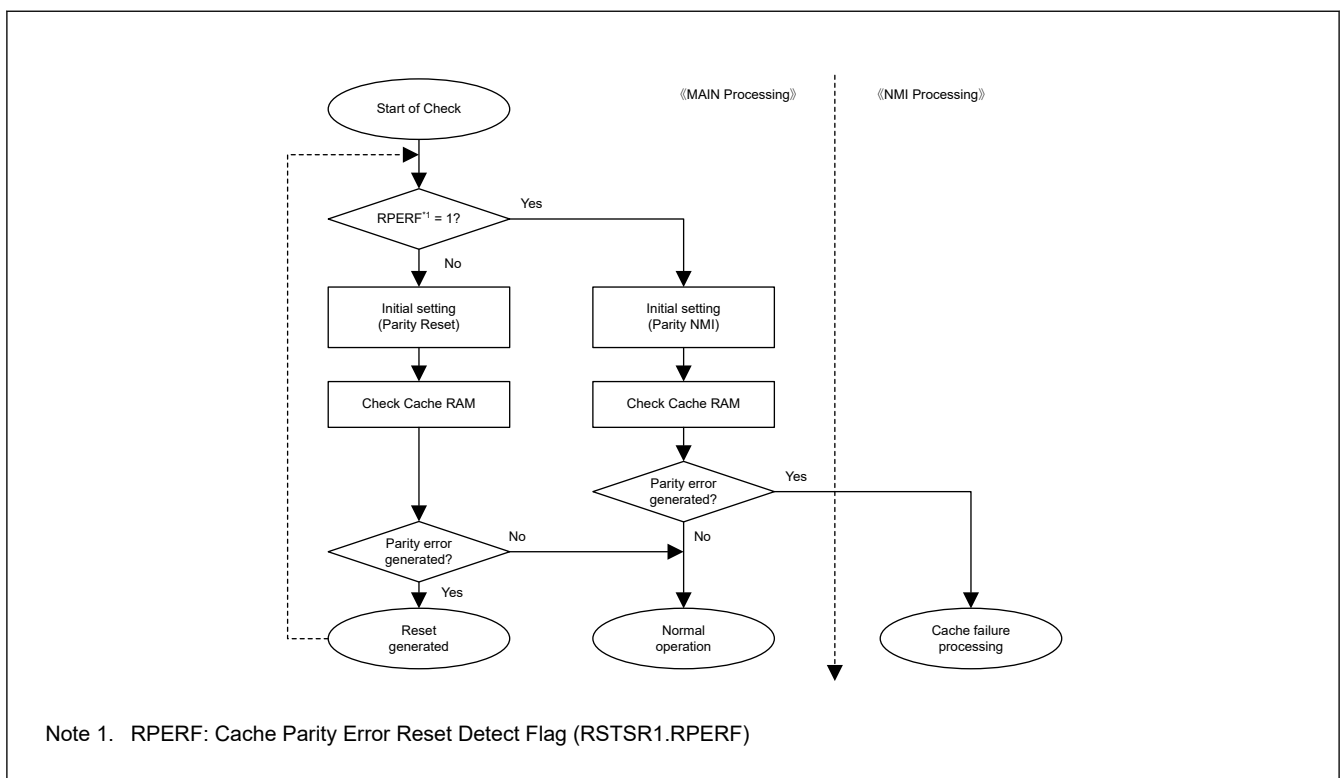 《MAIN Processing》
《NMI Processing》
Start of Check
RPERF*1 = 1?
Yes
No
Initial setting
(Parity Reset)
Initial setting
(Parity NMI)
Check Cache RAM
Check Cache RAM
Parity error
generated?
Yes
No
Parity error
generated?
No
Yes
Reset
generated
Normal
operation
Cache failure
processing
Note 1. RPERF: Cache Parity Error Reset Detect Flag (RSTSR1.RPERF)